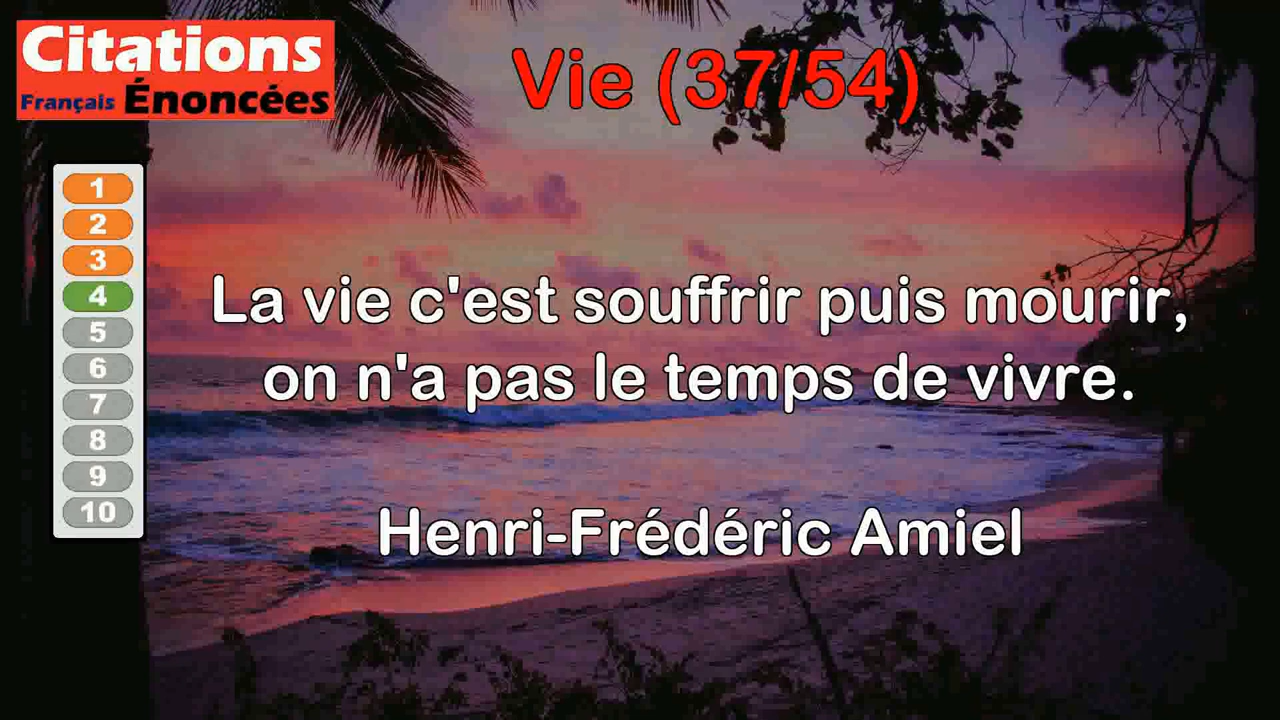 Citations
Français Énoncées
Vie (37/54)
1
2
3
4
5
6
7
8
9
10
La vie c'est souffrir puis mourir,
on n'a pas le temps de vivre.
Henri-Frédéric Amiel